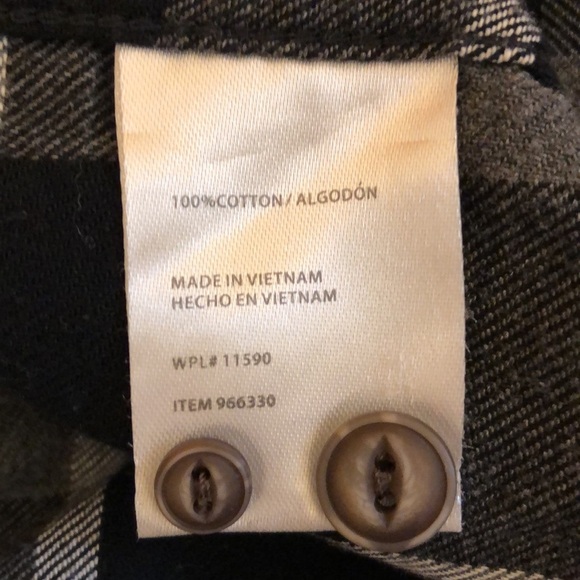 100%COTTON / ALGODÓN
MADE IN VIETNAM
HECHO EN VIETNAM
WPL# 11590
ITEM 966330